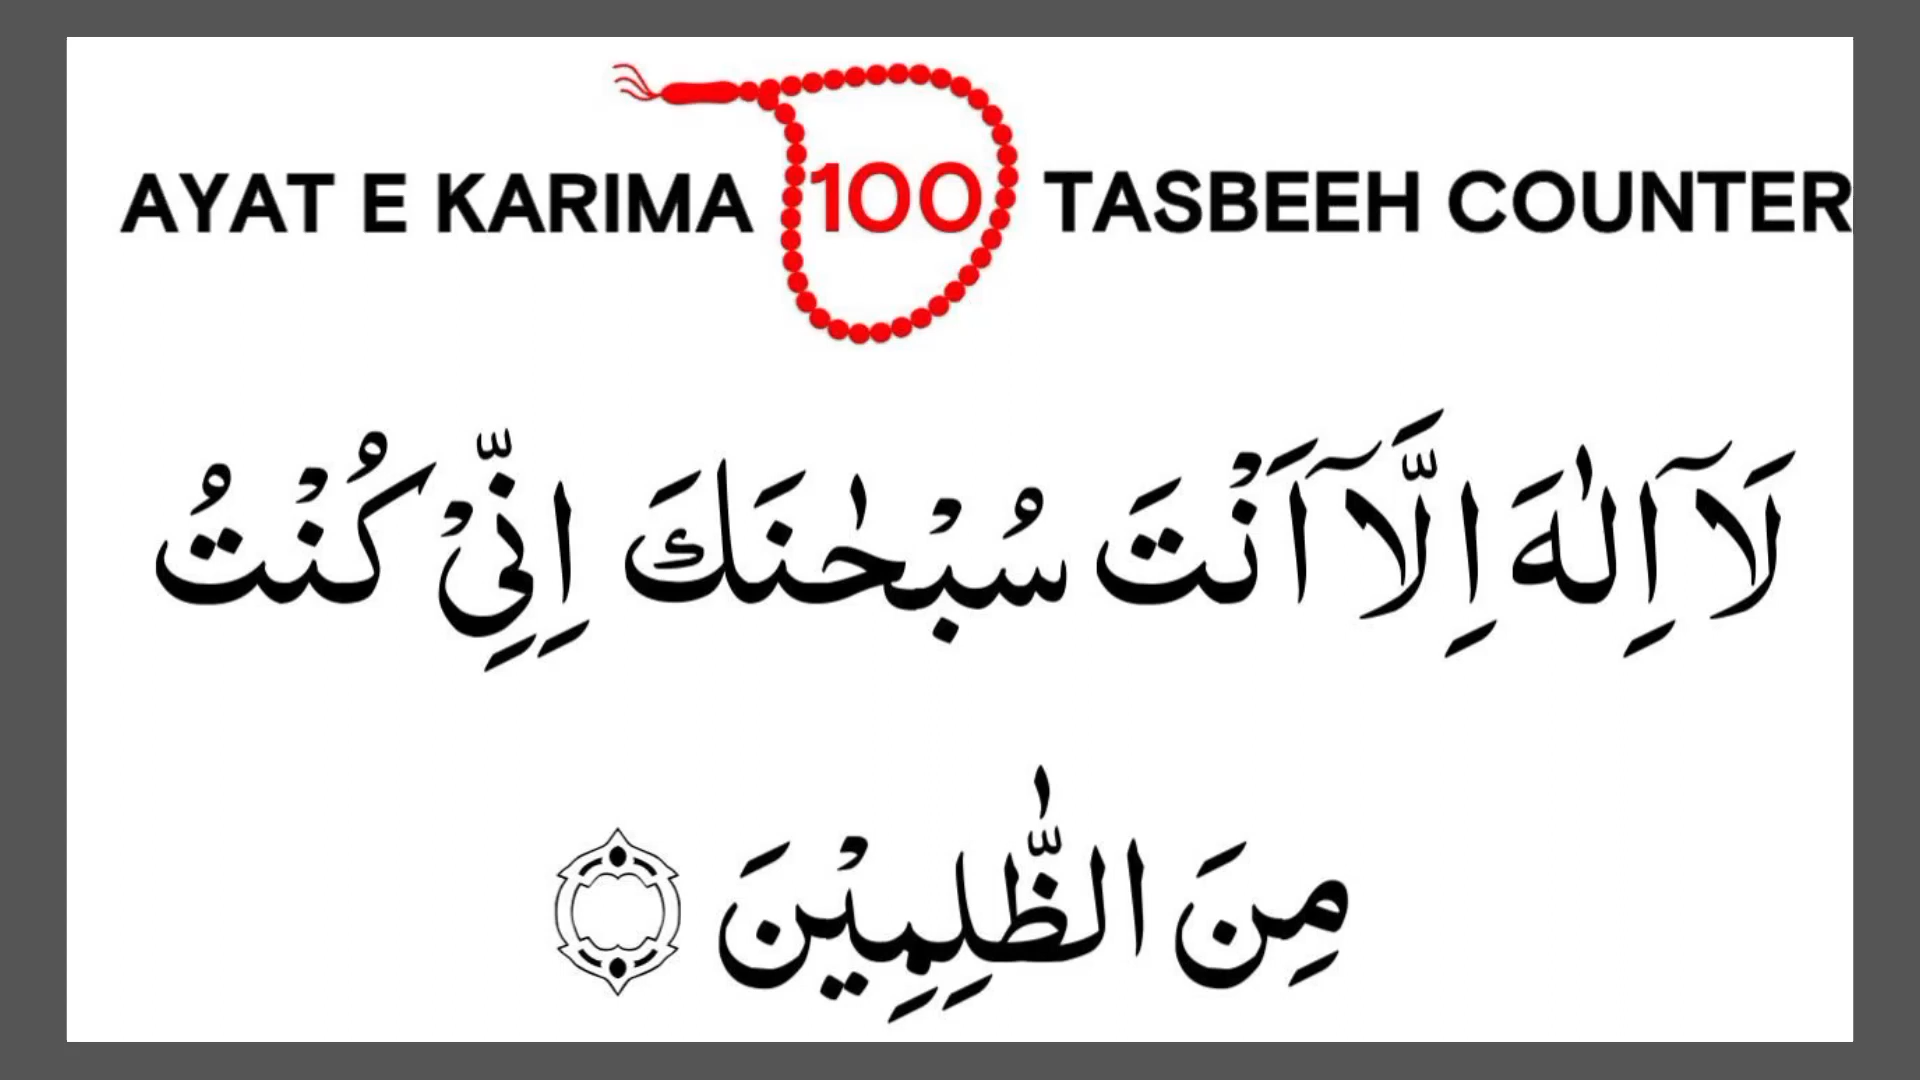 AYAT E KARIMA 100 TASBEEH COUNTER
لَآ اِلٰهَ اِلَّآ اَنْتَ سُبْحٰنَكَ اِنِّيْ كُنْتُ
مِنَ الظّٰلِمِيْنَ